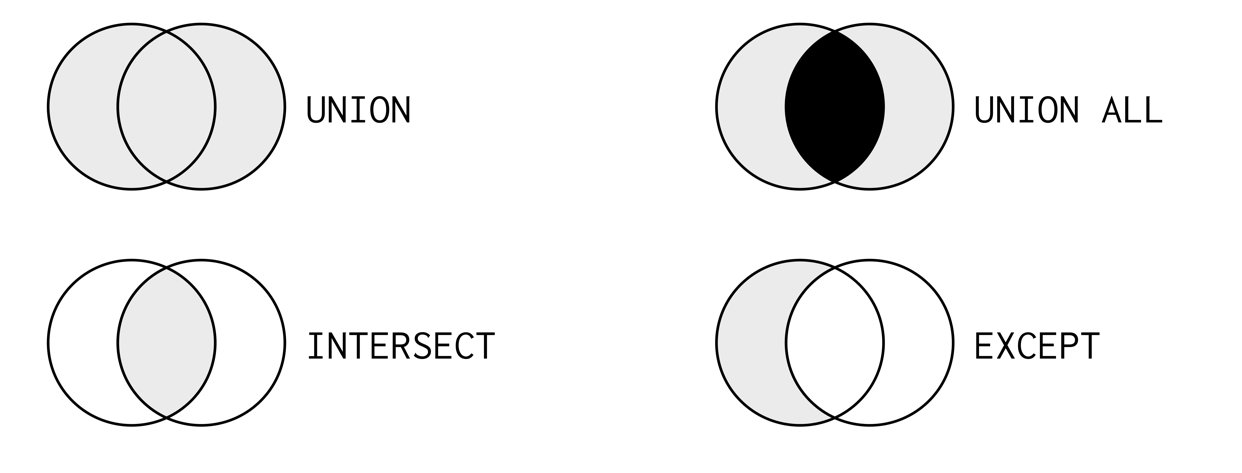 UNION
UNION ALL
INTERSECT
EXCEPT